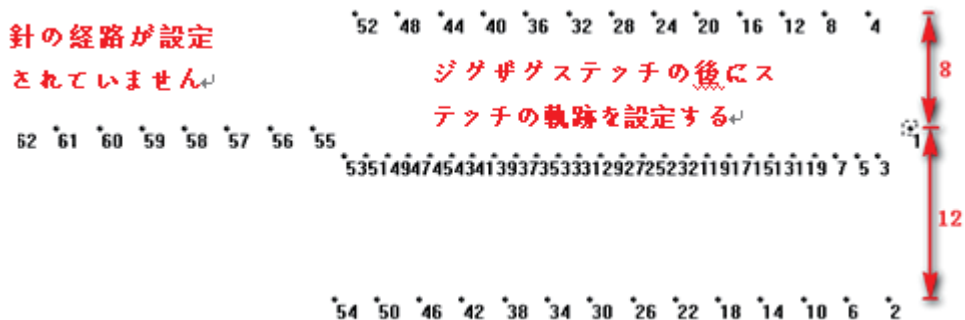 52 48 44 40 36 32 28 24 20 16 12 8 4
針の経路が設定
されていません↵
8
ジグザグステッチの後にス
テッチの軌跡を設定する↵
62 61 60 59 58 57 56 55
1
53514947454341393735333129272523211917151311 9 7 5 3
12
54 50 46 42 38 34 30 26 22 18 14 10 6 2